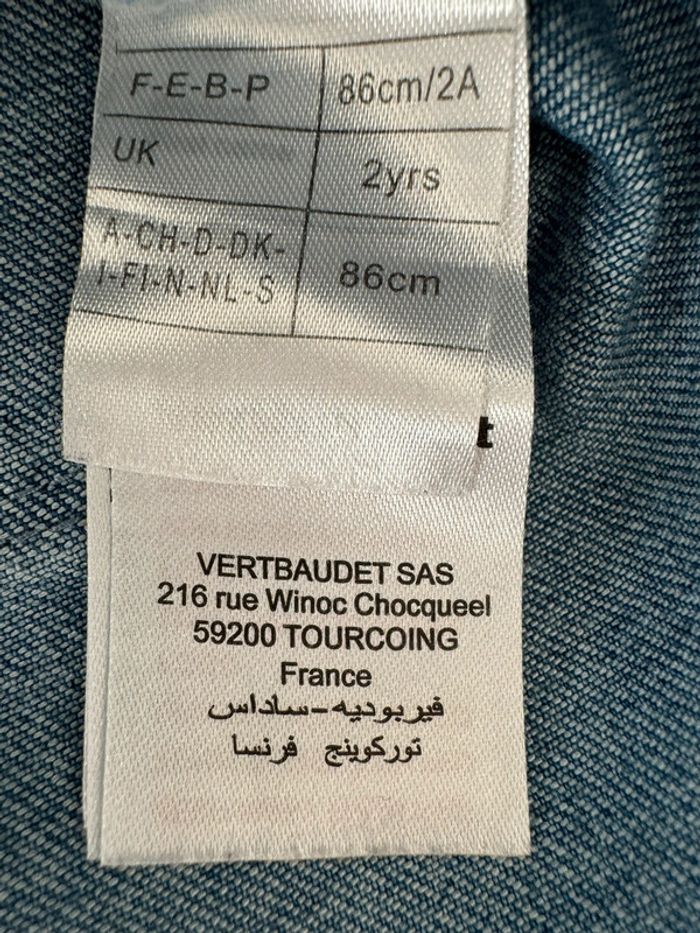 F-E-B-P 86cm/2A
UK 2yrs
A-CH-D-DK- 86cm
I-FI-N-NL-S
t
VERTBAUDET SAS
216 rue Winoc Chocqueel
59200 TOURCOING
France
فيربوديه-ساداس
توركوينج فرنسا